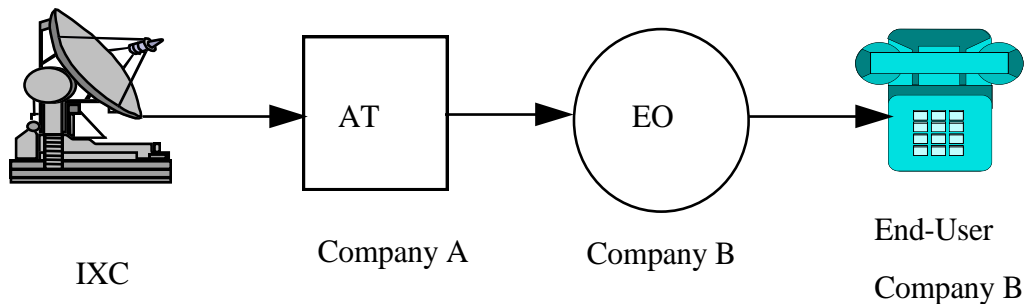 AT
EO
IXC
Company A
Company B
End-User
Company B